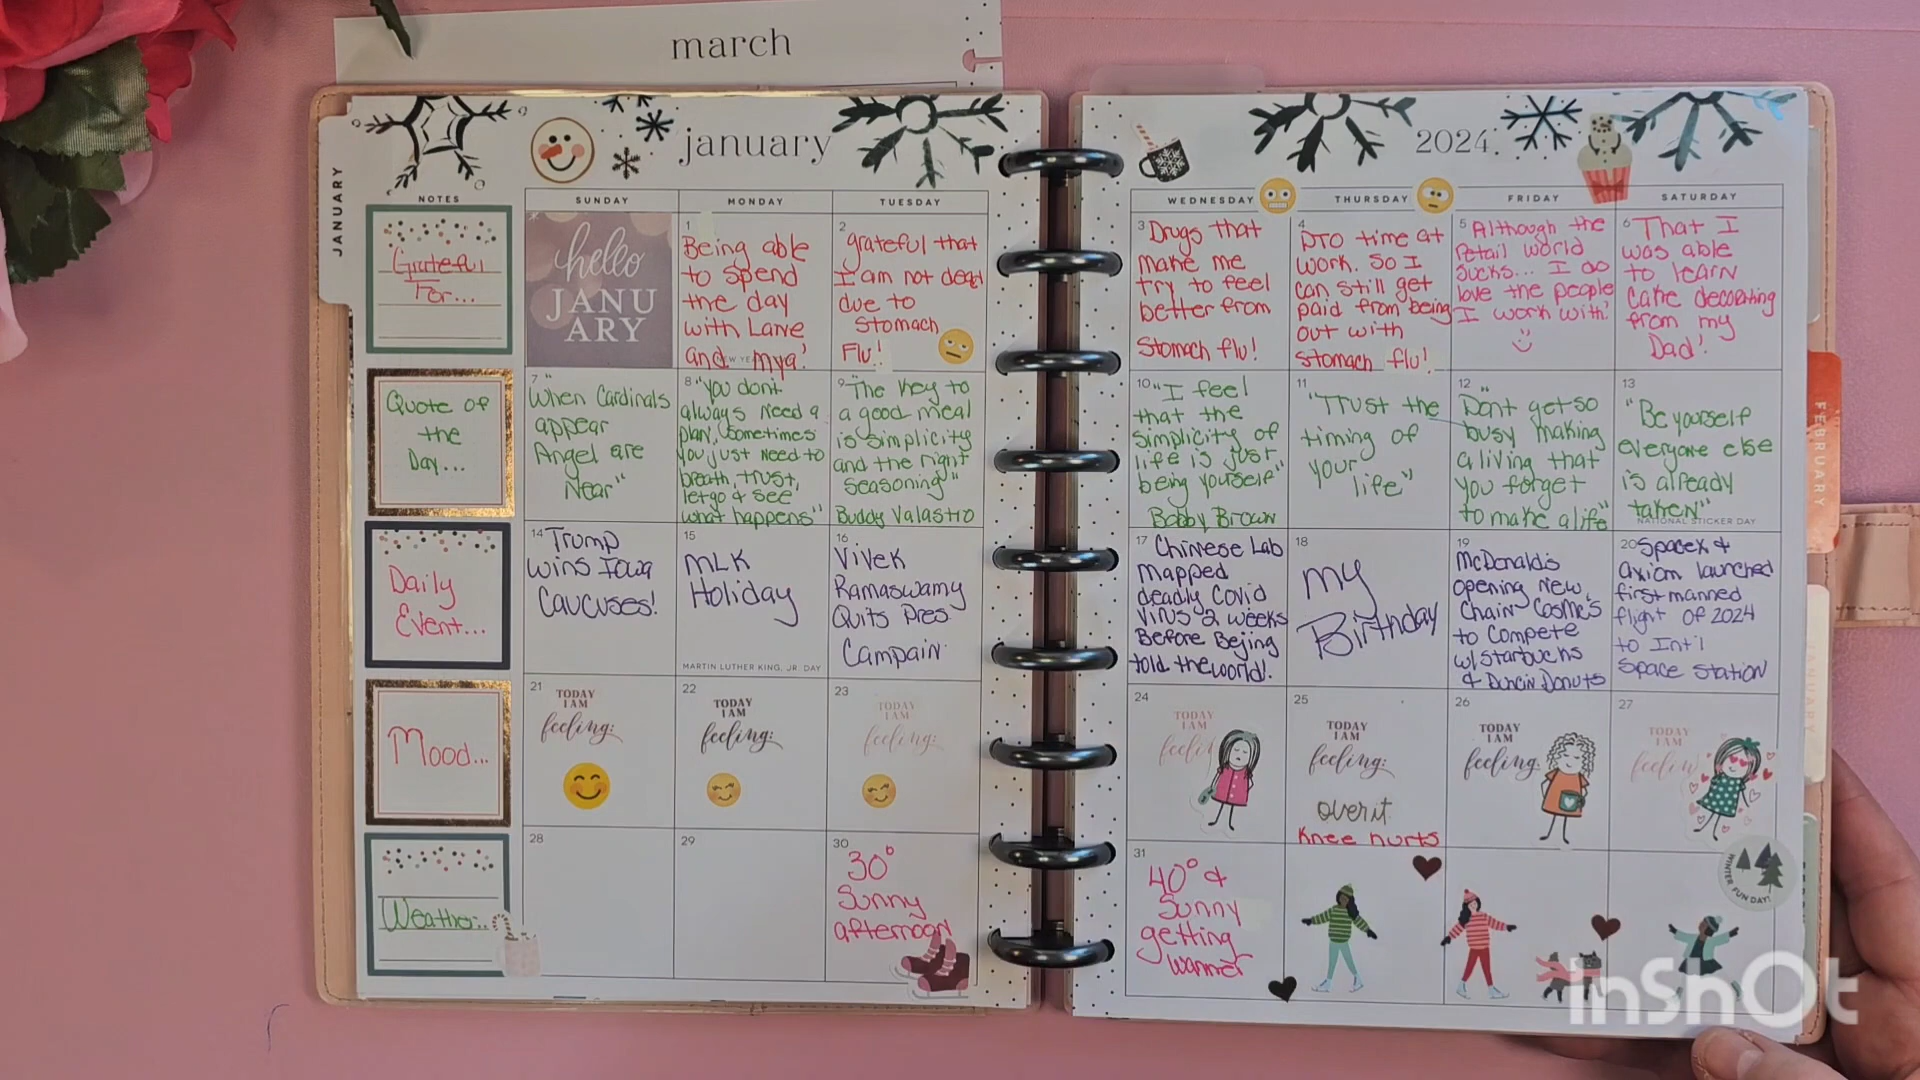 march
january
2024
JANUARY
NOTES
SUNDAY
MONDAY
TUESDAY
WEDNESDAY
THURSDAY
FRIDAY
SATURDAY
Grateful
For...
hello
JANU
ARY
1
Being able
to spend
the day
with Lane
and mya!
2
grateful that
I am not dead
due to
Stomach
Flu!
3 Drugs that
make me
try to feel
better from
Stomach flu!
4
PTO time at
work. So I
can still get
paid from being
out with
stomach flu!
5 Although the
Retail world
sucks... I do
love the people
I work with!
6 That I
was able
to learn
cake decorating
from my
Dad!
Quote of
the
Day...
7 "
When Cardinals
appear
Angel are
Near"
8 "You don't
always need a
plan, sometimes
you just need to
breath, trust,
let go & see
what happens"
9 "The key to
a good meal
is simplicity
and the right
seasoning"
Buddy Valastro
10 "I feel
that the
simplicity of
life is just
being yourself"
Bobby Brown
11
"Trust the
timing of
your
life"
12 "
Dont get so
busy making
a living that
you forget
to make a life"
13
"Be yourself
everyone else
is already
taken"
NATIONAL STICKER DAY
Daily
Event...
14 Trump
wins Iowa
Caucuses!
15
MLK
Holiday
MARTIN LUTHER KING, JR. DAY
16
Vivek
Ramaswamy
Quits Pres
Campain
17 Chinese Lab
mapped
deadly Covid
Virus 2 weeks
Before Bejing
told the world!
18
my
Birthday
19
McDonald's
opening new
Chain Cosmc's
to compete
w/ Starbucks
& Dunkin Donuts
20 SpaceX &
Axiom launched
first manned
flight of 2024
to Int'l
Space Station
Mood...
21
TODAY
I AM
feeling:
22
TODAY
I AM
feeling:
23
TODAY
I AM
feeling:
24
TODAY
I AM
25
TODAY
I AM
feeling:
over it
Knee hurts
26
TODAY
I AM
feeling:
27
TODAY
I AM
Weather...
28
29
30
30°
Sunny
afternoon
31
40° &
Sunny
getting
warmer
WINTER FUN DAY!
FEBRUARY
JANUARY
InShOt